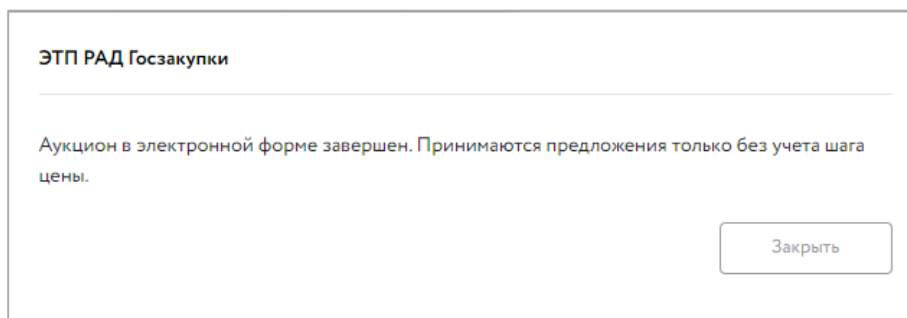 ЭТП РАД Госзакупки
Аукцион в электронной форме завершен. Принимаются предложения только без учета шага
цены.
Закрыть